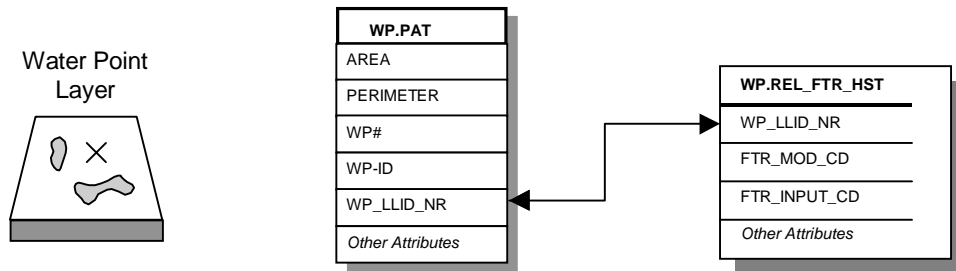 Water Point
Layer
WP.PAT
AREA
PERIMETER
WP#
WP-ID
WP_LLID_NR
Other Attributes
WP.REL_FTR_HST
WP_LLID_NR
FTR_MOD_CD
FTR_INPUT_CD
Other Attributes